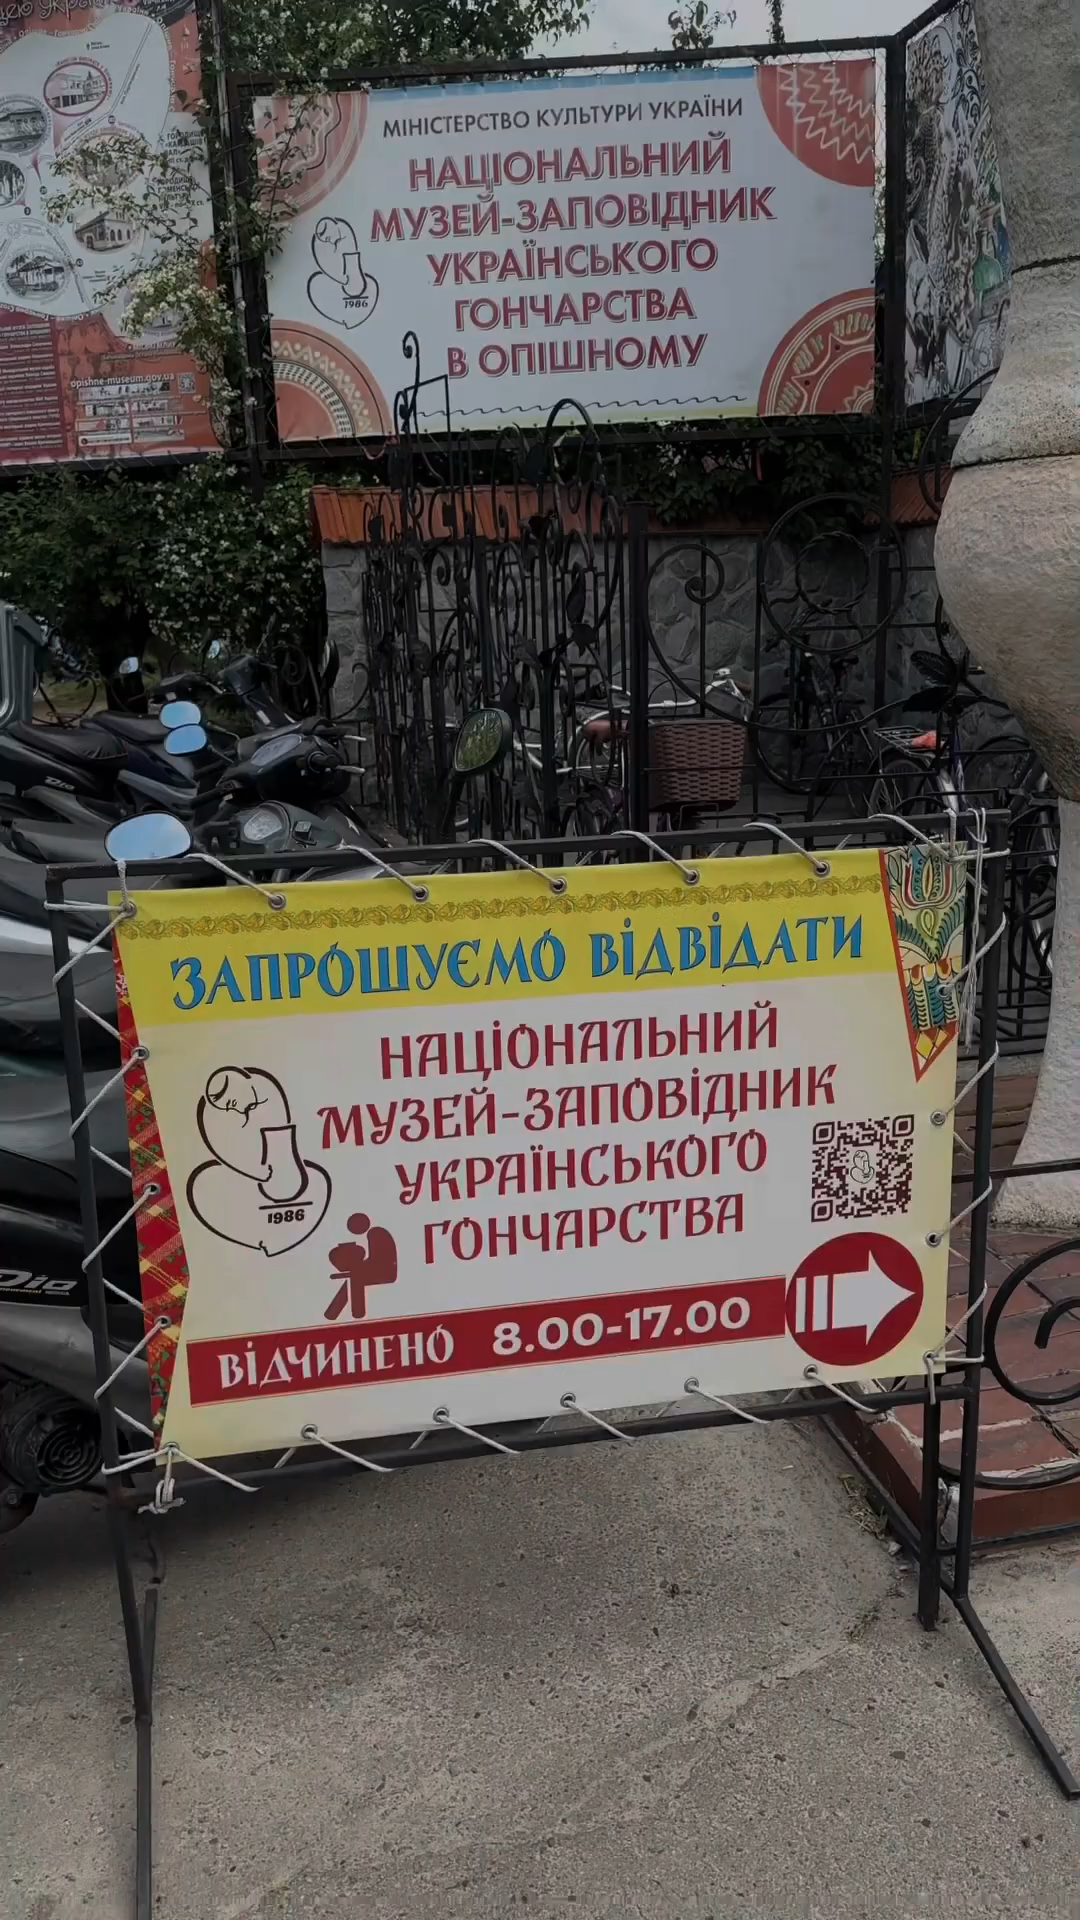 МІНІСТЕРСТВО КУЛЬТУРИ УКРАЇНИ
НАЦІОНАЛЬНИЙ
МУЗЕЙ-ЗАПОВІДНИК
УКРАЇНСЬКОГО
ГОНЧАРСТВА
В ОПІШНОМУ
1986
opishne-museum.gov.ua
ЗАПРОШУЄМО ВІДВІДАТИ
НАЦІОНАЛЬНИЙ
МУЗЕЙ-ЗАПОВІДНИК
УКРАЇНСЬКОГО
ГОНЧАРСТВА
1986
ВІДЧИНЕНО 8.00-17.00
Dio
Dio